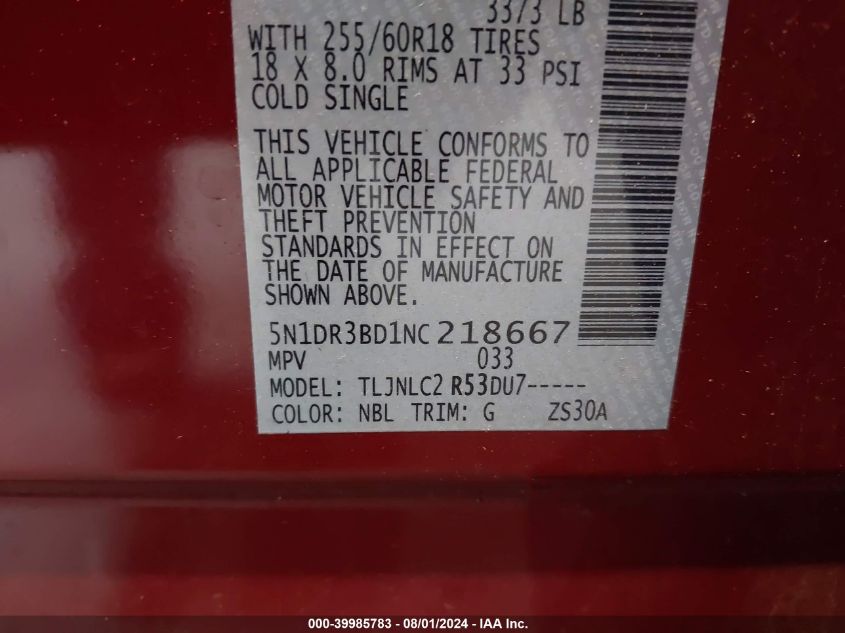 3373 LB
WITH 255/60R18 TIRES
18 X 8.0 RIMS AT 33 PSI
COLD SINGLE
THIS VEHICLE CONFORMS TO
ALL APPLICABLE FEDERAL
MOTOR VEHICLE SAFETY AND
THEFT PREVENTION
STANDARDS IN EFFECT ON
THE DATE OF MANUFACTURE
SHOWN ABOVE.
5N1DR3BD1NC218667
MPV 033
MODEL: TLJNLC2 R53DU7-----
COLOR: NBL TRIM: G ZS30A
000-39985783 - 08/01/2024 - IAA Inc.